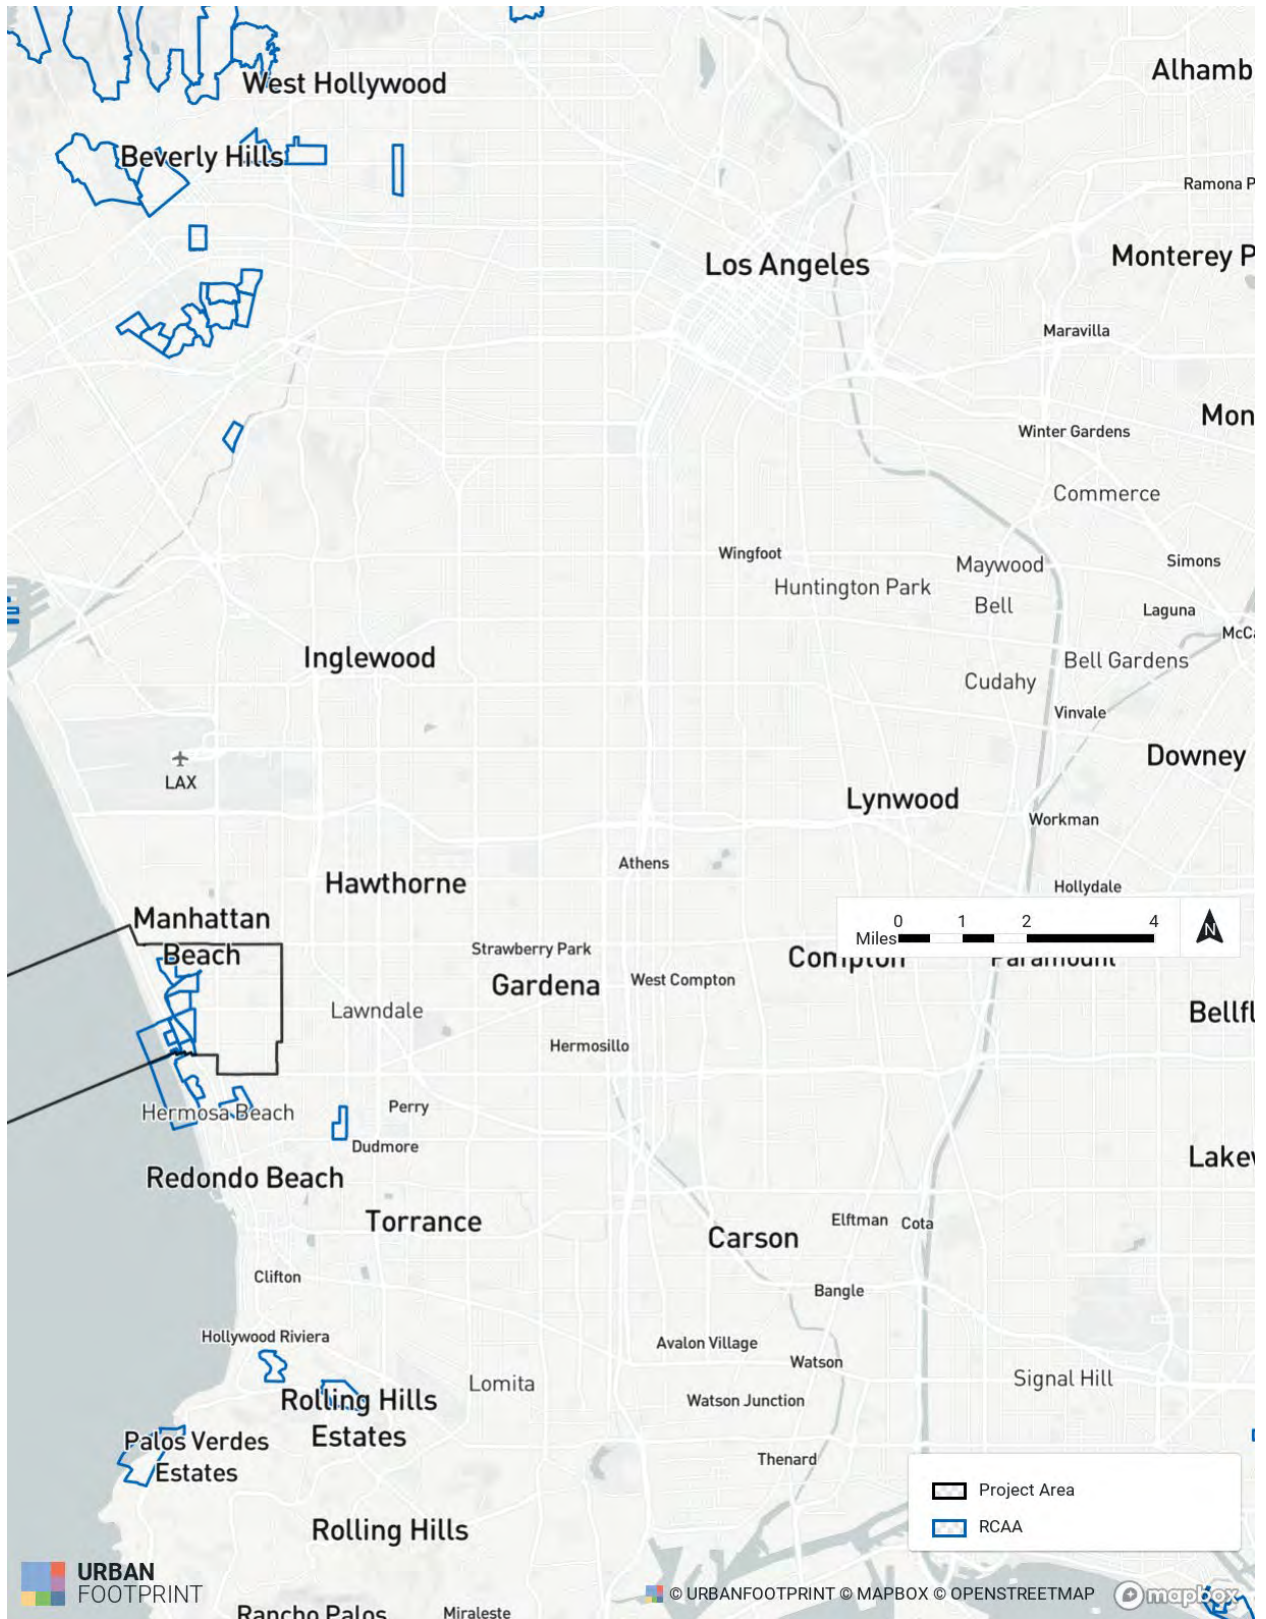 West Hollywood
Alhamb
Beverly Hills
Ramona P
Los Angeles
Monterey P
Maravilla
Mon
Winter Gardens
Commerce
Wingfoot
Maywood
Simons
Huntington Park
Bell
Laguna
McCa
Inglewood
Bell Gardens
Cudahy
Vinvale
Downey
LAX
Lynwood
Workman
Athens
Hawthorne
Hollydale
Manhattan
Beach
0 1 2 4
Miles
N
Strawberry Park
Compton
Paramount
Gardena
West Compton
Lawndale
Bellfl
Hermosillo
Hermosa Beach
Perry
Dudmore
Lakew
Redondo Beach
Torrance
Elftman
Cota
Carson
Clifton
Bangle
Hollywood Riviera
Avalon Village
Watson
Lomita
Signal Hill
Rolling Hills
Estates
Watson Junction
Palos Verdes
Estates
Thenard
Project Area
RCAA
Rolling Hills
URBAN
FOOTPRINT
© URBANFOOTPRINT © MAPBOX © OPENSTREETMAP
mapbox
Rancho Palos
Miraleste